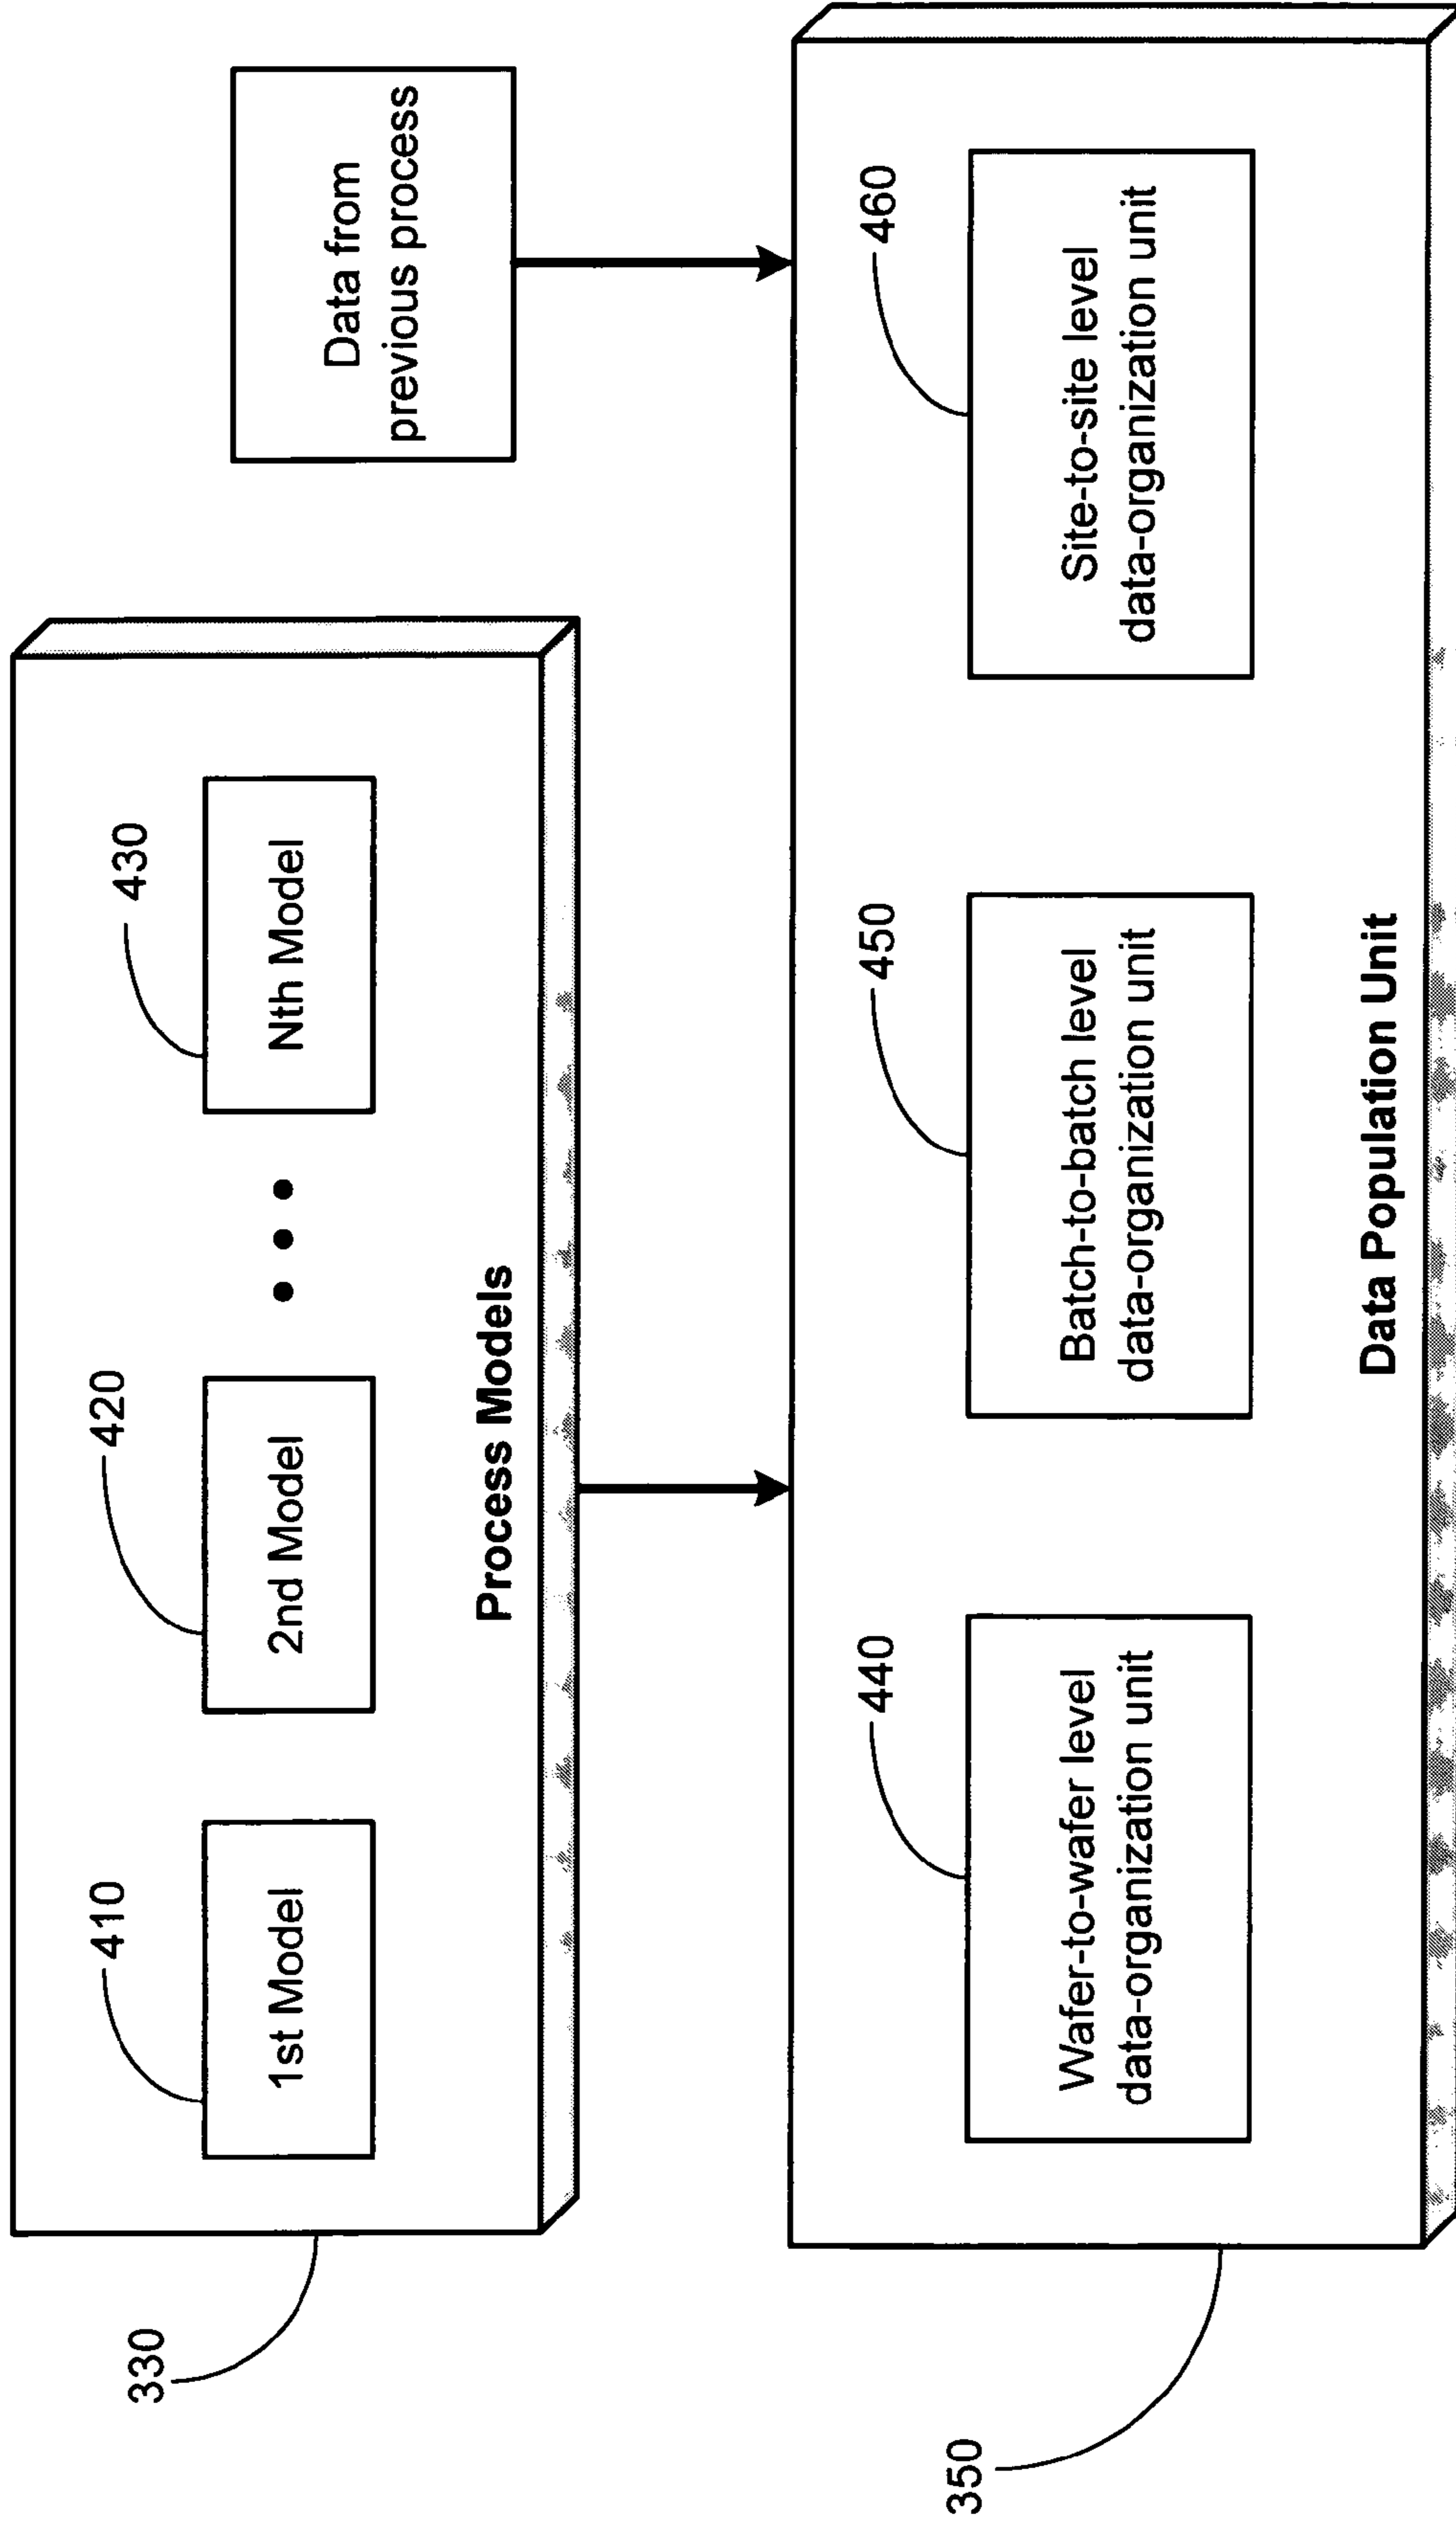 410
1st Model
420
2nd Model
430
Nth Model
Process Models
330
Data from
previous process
440
Wafer-to-wafer level
data-organization unit
450
Batch-to-batch level
data-organization unit
460
Site-to-site level
data-organization unit
Data Population Unit
350